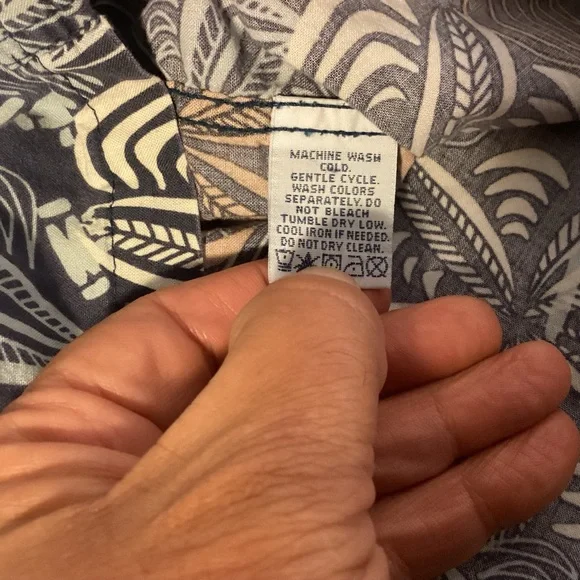 MACHINE WASH
COLD.
GENTLE CYCLE.
WASH COLORS
SEPARATELY. DO
NOT BLEACH
TUMBLE DRY LOW.
COOL IRON IF NEEDED.
DO NOT DRY CLEAN.